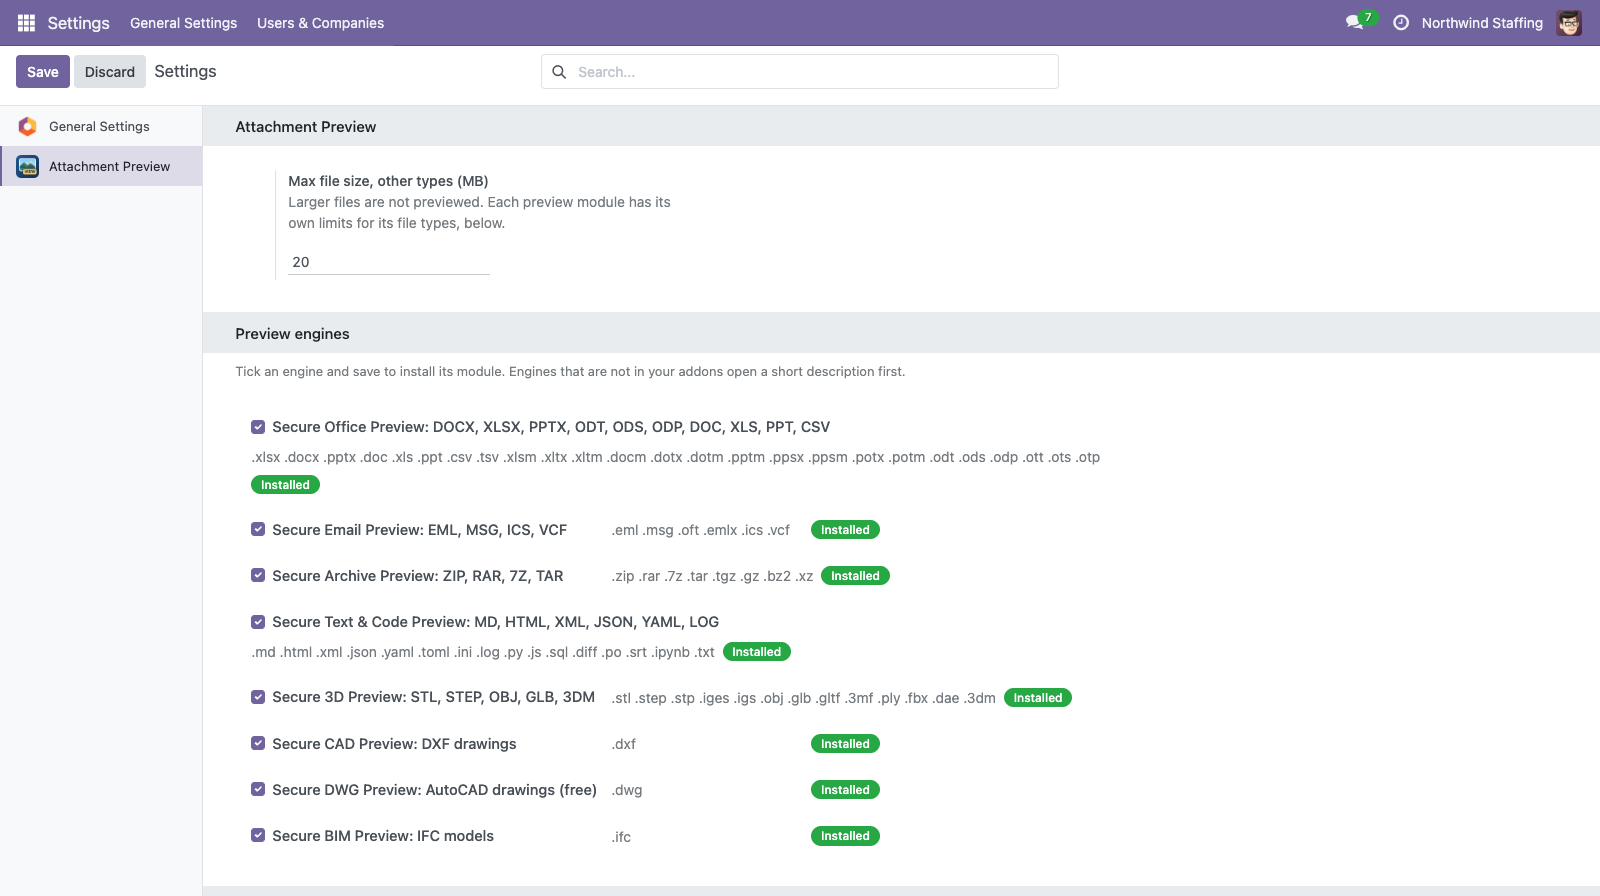 Settings General Settings Users & Companies 7 Northwind Staffing
Save Discard Settings Search...
General Settings
Attachment Preview
Attachment Preview
Max file size, other types (MB)
Larger files are not previewed. Each preview module has its
own limits for its file types, below.
20
Preview engines
Tick an engine and save to install its module. Engines that are not in your addons open a short description first.
Secure Office Preview: DOCX, XLSX, PPTX, ODT, ODS, ODP, DOC, XLS, PPT, CSV
.xlsx .docx .pptx .doc .xls .ppt .csv .tsv .xlsm .xltx .xltm .docm .dotx .dotm .pptm .ppsx .ppsm .potx .potm .odt .ods .odp .ott .ots .otp
Installed
Secure Email Preview: EML, MSG, ICS, VCF .eml .msg .oft .emlx .ics .vcf Installed
Secure Archive Preview: ZIP, RAR, 7Z, TAR .zip .rar .7z .tar .tgz .gz .bz2 .xz Installed
Secure Text & Code Preview: MD, HTML, XML, JSON, YAML, LOG
.md .html .xml .json .yaml .toml .ini .log .py .js .sql .diff .po .srt .ipynb .txt Installed
Secure 3D Preview: STL, STEP, OBJ, GLB, 3DM .stl .step .stp .iges .igs .obj .glb .gltf .3mf .ply .fbx .dae .3dm Installed
Secure CAD Preview: DXF drawings .dxf Installed
Secure DWG Preview: AutoCAD drawings (free) .dwg Installed
Secure BIM Preview: IFC models .ifc Installed